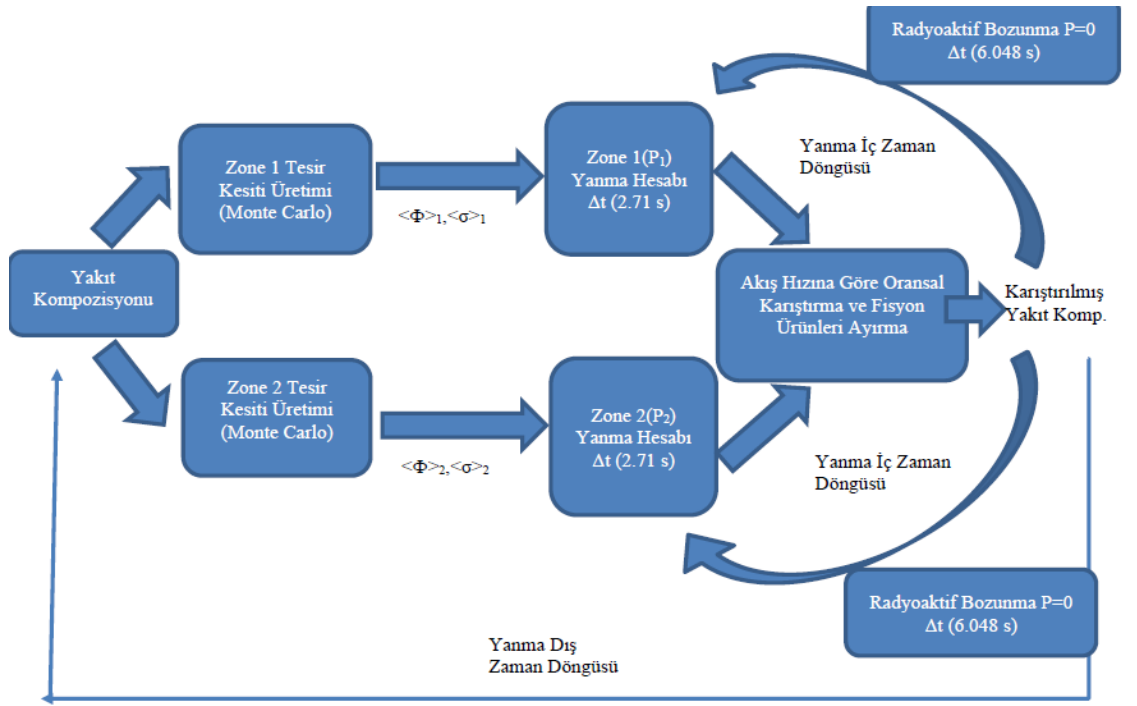 Radyoaktif Bozunma P=0
Δt (6.048 s)
Zone 1 Tesir
Kesiti Üretimi
(Monte Carlo)
<Φ>₁,<σ>₁
Zone 1(P₁)
Yanma Hesabı
Δt (2.71 s)
Yanma İç Zaman
Döngüsü
Yakıt
Kompozisyonu
Akış Hızına Göre Oransal
Karıştırma ve Fisyon
Ürünleri Ayırma
Karıştırılmış
Yakıt Komp.
Zone 2 Tesir
Kesiti Üretimi
(Monte Carlo)
<Φ>₂,<σ>₂
Zone 2(P₂)
Yanma Hesabı
Δt (2.71 s)
Yanma İç Zaman
Döngüsü
Radyoaktif Bozunma P=0
Δt (6.048 s)
Yanma Dış
Zaman Döngüsü